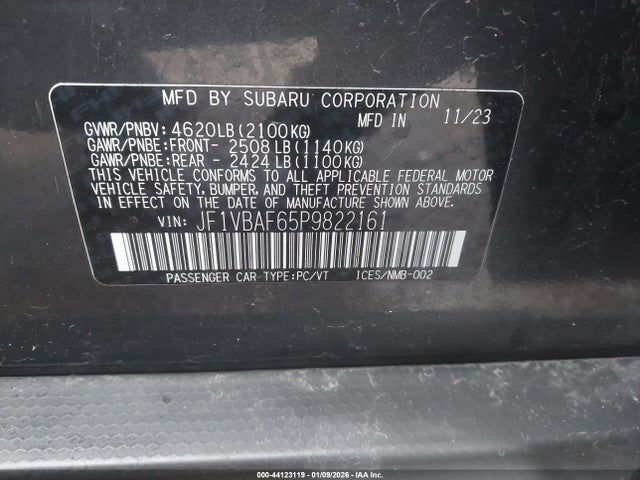 MFD BY SUBARU CORPORATION
MFD IN 11/23
GVWR/PNBV: 4620LB(2100KG)
GAWR/PNBE:FRONT- 2508LB(1140KG)
GAWR/PNBE:REAR - 2424LB(1100KG)
THIS VEHICLE CONFORMS TO ALL APPLICABLE FEDERAL MOTOR
VEHICLE SAFETY, BUMPER, AND THEFT PREVENTION STANDARDS
IN EFFECT ON THE DATE OF MANUFACTURE SHOWN ABOVE.
VIN: JF1VBAF65P9822161
PASSENGER CAR TYPE:PC/VT ICES/NMB-002
000-44123119 | 01/09/2026 | IAA Inc.